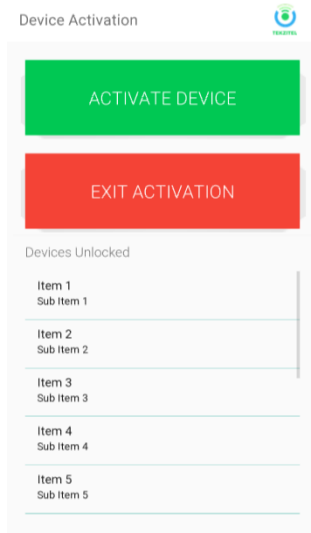 Device Activation
TEKZITEL
ACTIVATE DEVICE
EXIT ACTIVATION
Devices Unlocked
Item 1
Sub Item 1
Item 2
Sub Item 2
Item 3
Sub Item 3
Item 4
Sub Item 4
Item 5
Sub Item 5